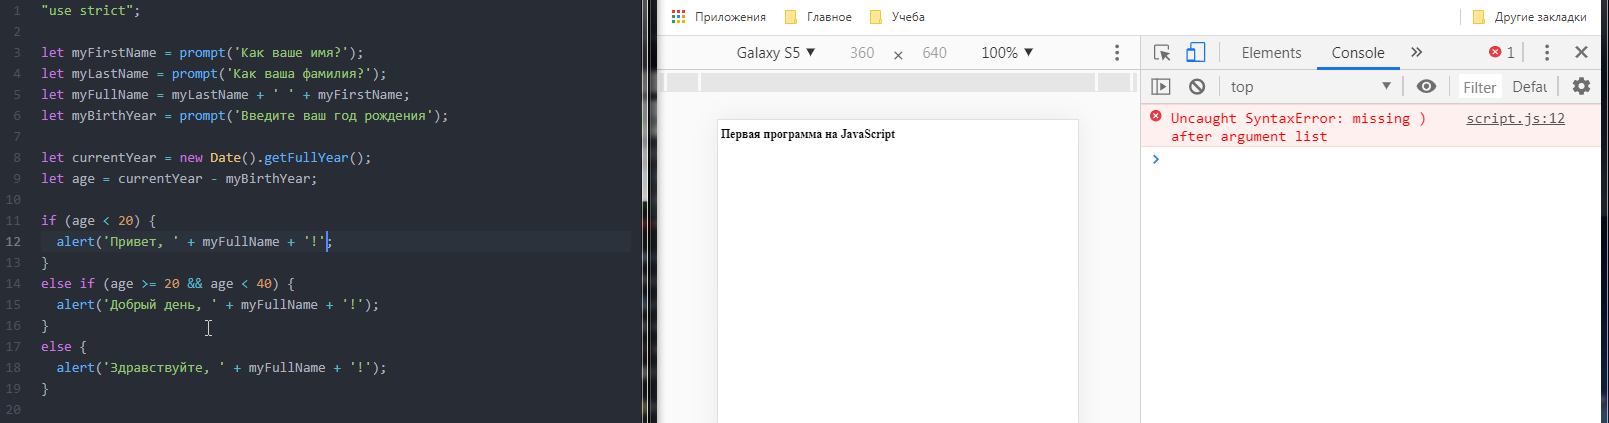 1 "use strict";
2
3 let myFirstName = prompt('Как ваше имя?');
4 let myLastName = prompt('Как ваша фамилия?');
5 let myFullName = myLastName + ' ' + myFirstName;
6 let myBirthYear = prompt('Введите ваш год рождения');
7
8 let currentYear = new Date().getFullYear();
9 let age = currentYear - myBirthYear;
10
11 if (age < 20) {
12 alert('Привет, ' + myFullName + '!';
13 }
14 else if (age >= 20 && age < 40) {
15 alert('Добрый день, ' + myFullName + '!');
16 }
17 else {
18 alert('Здравствуйте, ' + myFullName + '!');
19 }
20
Приложения Главное Учеба Другие закладки
Galaxy S5 ▼ 360 × 640 100% ▼
Первая программа на JavaScript
Elements Console » 1
top ▼ Filter Defau
Uncaught SyntaxError: missing ) script.js:12
after argument list
>